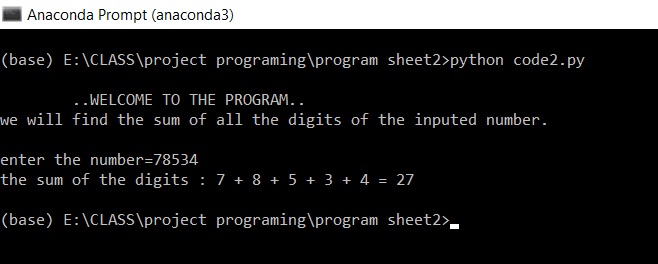 Anaconda Prompt (anaconda3)
(base) E:\CLASS\project programing\program sheet2>python code2.py
..WELCOME TO THE PROGRAM..
we will find the sum of all the digits of the inputed number.
enter the number=78534
the sum of the digits : 7 + 8 + 5 + 3 + 4 = 27
(base) E:\CLASS\project programing\program sheet2>